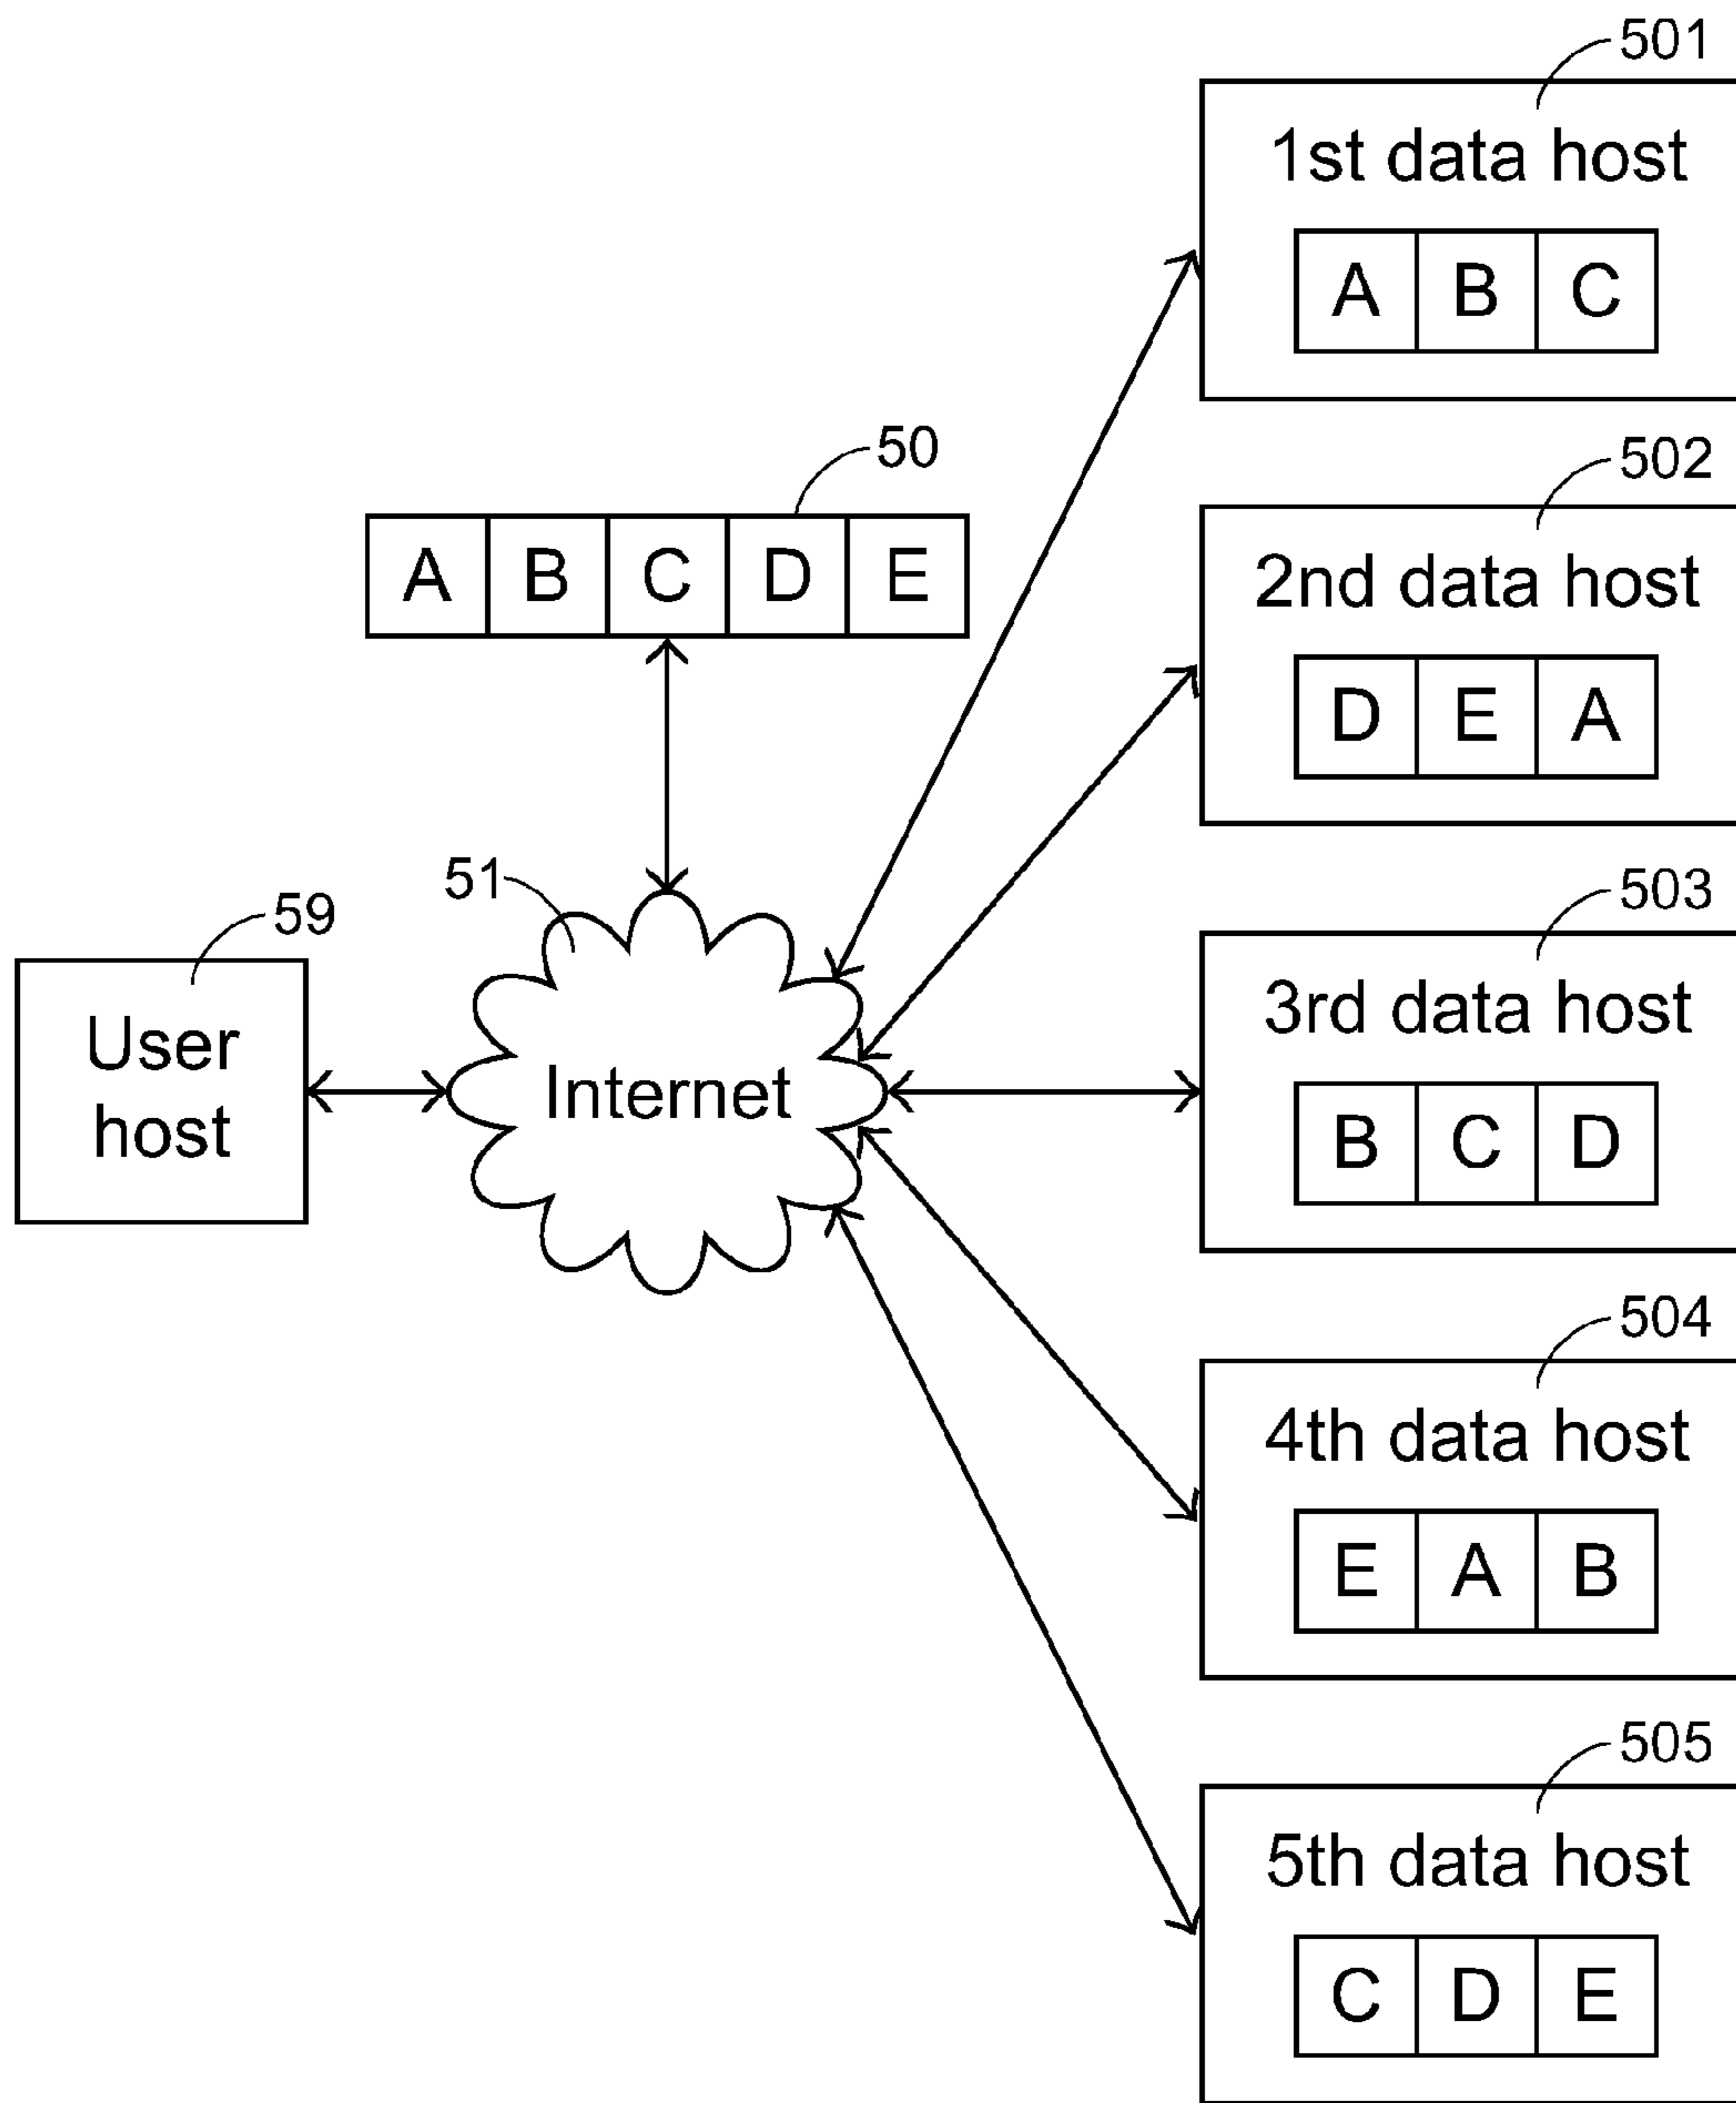 501
1st data host
A B C
50
A B C D E
502
2nd data host
D E A
51
59
User
host
Internet
503
3rd data host
B C D
504
4th data host
E A B
505
5th data host
C D E